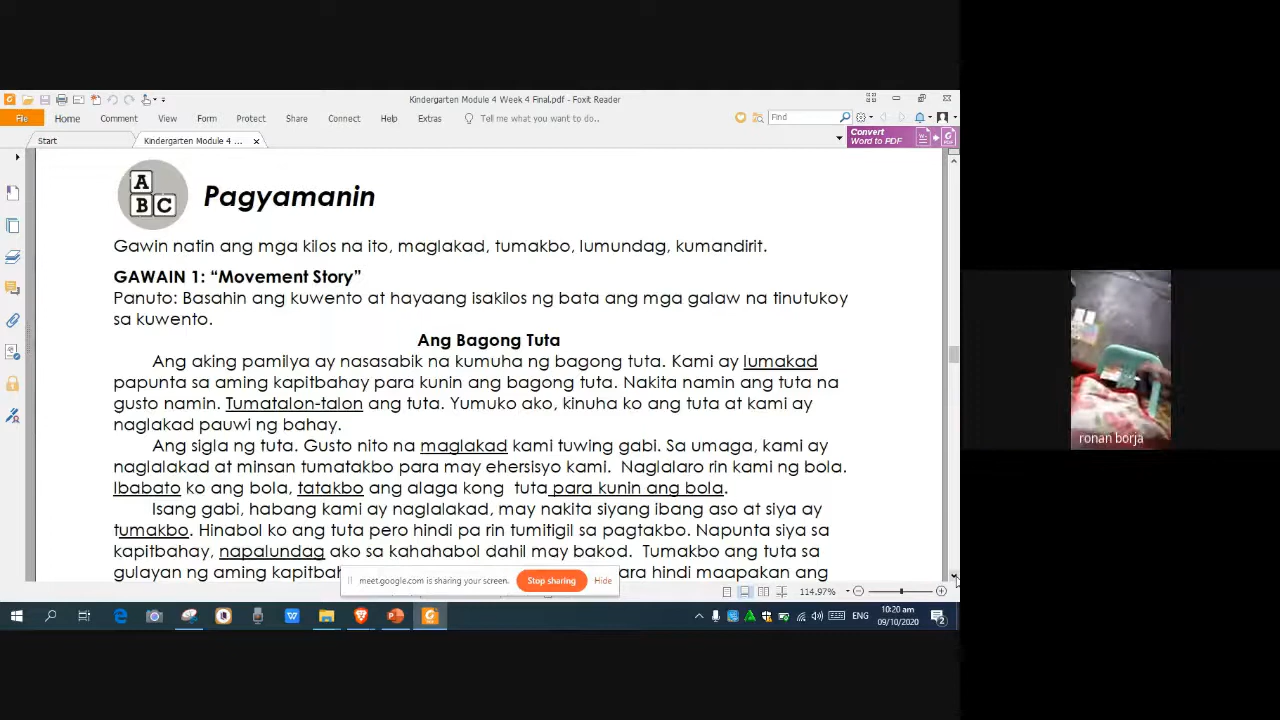 Kindergarten Module 4 Week 4 Final.pdf - Foxit Reader
File Home Comment View Form Protect Share Connect Help Extras Tell me what you want to do.. Find
Start Kindergarten Module 4 ... Convert
Word to PDF
A
B C
Pagyamanin
Gawin natin ang mga kilos na ito, maglakad, tumakbo, lumundag, kumandirit.
GAWAIN 1: “Movement Story”
Panuto: Basahin ang kuwento at hayaang isakilos ng bata ang mga galaw na tinutukoy
sa kuwento.
Ang Bagong Tuta
Ang aking pamilya ay nasasabik na kumuha ng bagong tuta. Kami ay lumakad
papunta sa aming kapitbahay para kunin ang bagong tuta. Nakita namin ang tuta na
gusto namin. Tumatalon-talon ang tuta. Yumuko ako, kinuha ko ang tuta at kami ay
naglakad pauwi ng bahay.
Ang sigla ng tuta. Gusto nito na maglakad kami tuwing gabi. Sa umaga, kami ay
naglalakad at minsan tumatakbo para may ehersisyo kami. Naglalaro rin kami ng bola.
Ibabato ko ang bola, tatakbo ang alaga kong tuta para kunin ang bola.
Isang gabi, habang kami ay naglalakad, may nakita siyang ibang aso at siya ay
tumakbo. Hinabol ko ang tuta pero hindi pa rin tumitigil sa pagtakbo. Napunta siya sa
kapitbahay, napalundag ako sa kahahabol dahil may bakod. Tumakbo ang tuta sa
gulayan ng aming kapitbah ara hindi maapakan ang
meet.google.com is sharing your screen. Stop sharing Hide
114.97%
ENG 10:20 am
09/10/2020
2
ronan borja